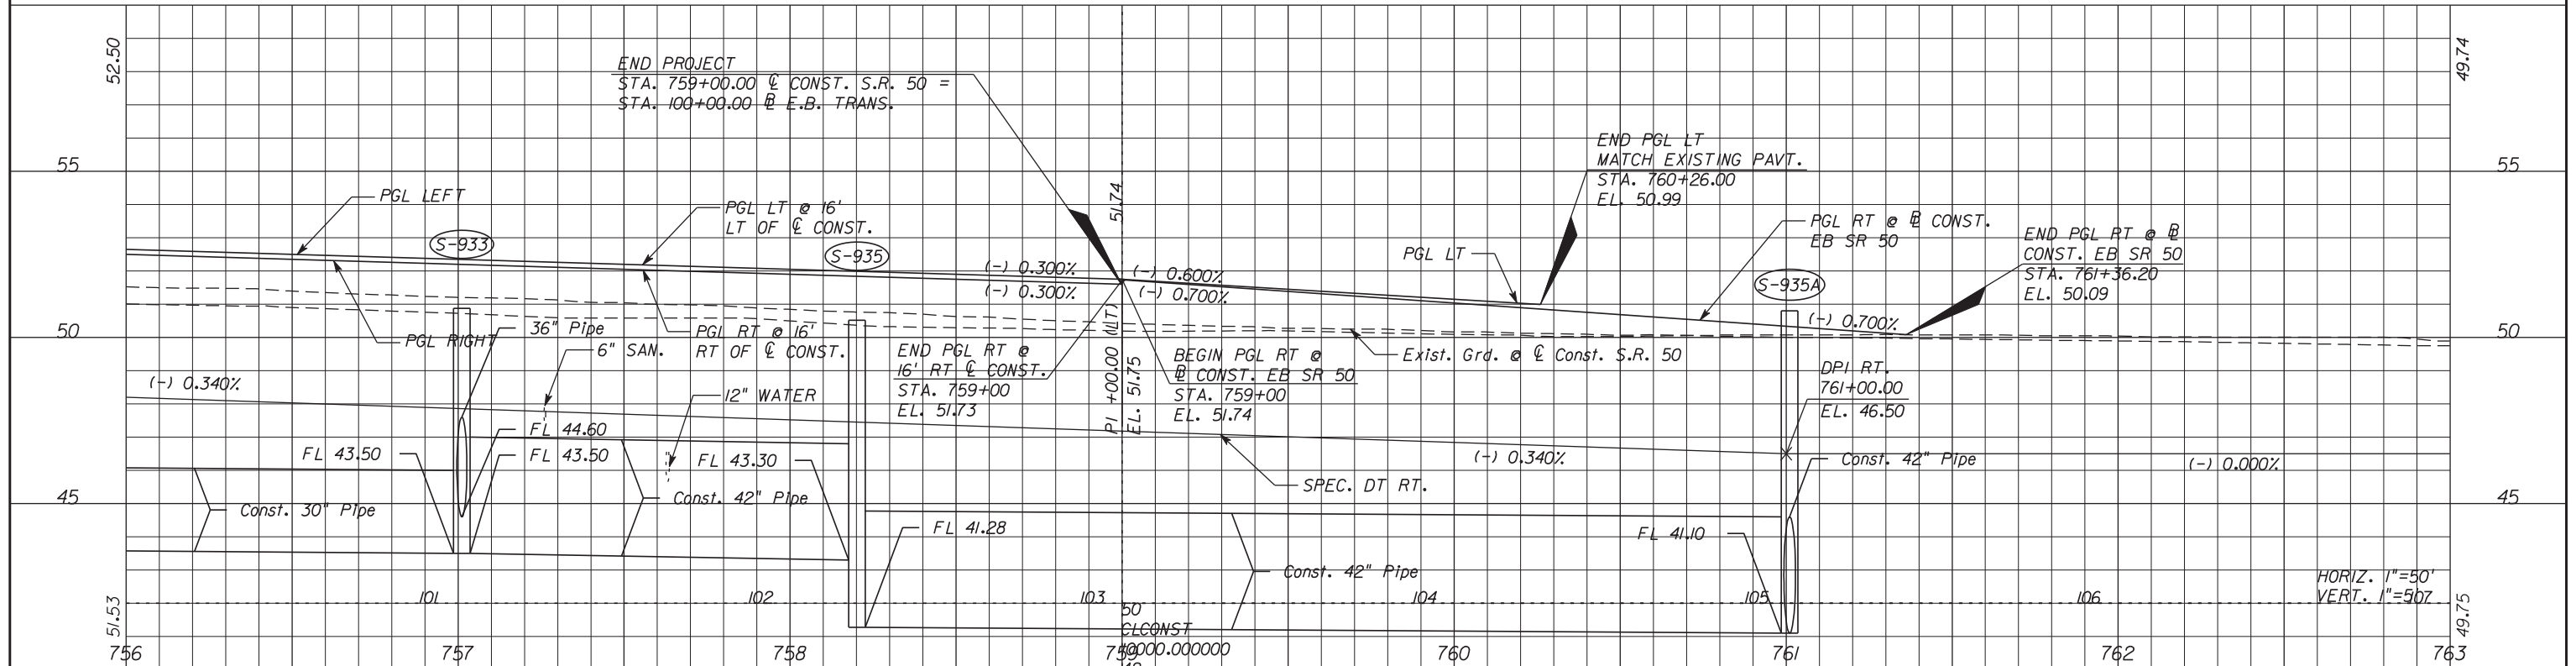 52.50
49.74
END PROJECT
STA. 759+00.00 ℄ CONST. S.R. 50 =
STA. 100+00.00 BL E.B. TRANS.
END PGL LT
MATCH EXISTING PAVT.
STA. 760+26.00
EL. 50.99
55
55
PGL LEFT
S-933
PGL LT @ 16'
LT OF ℄ CONST.
S-935
51.74
PGL LT
PGL RT @ BL CONST.
EB SR 50
END PGL RT @ BL
CONST. EB SR 50
STA. 761+36.20
EL. 50.09
(-) 0.300%
(-) 0.600%
(-) 0.300%
(-) 0.700%
S-935A
(-) 0.700%
50
50
PGL RIGHT
36" Pipe
6" SAN.
PGL RT @ 16'
RT OF ℄ CONST.
END PGL RT @
16' RT ℄ CONST.
STA. 759+00
EL. 51.73
PI +00.00 (LT)
EL. 51.75
BEGIN PGL RT @
BL CONST. EB SR 50
STA. 759+00
EL. 51.74
Exist. Grd. @ ℄ Const. S.R. 50
DPI RT.
761+00.00
EL. 46.50
(-) 0.340%
12" WATER
FL 44.60
FL 43.50
FL 43.50
FL 43.30
(-) 0.340%
Const. 42" Pipe
(-) 0.000%
SPEC. DT RT.
45
45
Const. 30" Pipe
Const. 42" Pipe
FL 41.28
FL 41.10
Const. 42" Pipe
HORIZ. 1"=50'
VERT. 1"=5'
51.53
101
102
103
104
105
106
107
49.75
50
CLCONST
10000.000000
756
757
758
759
760
761
762
763